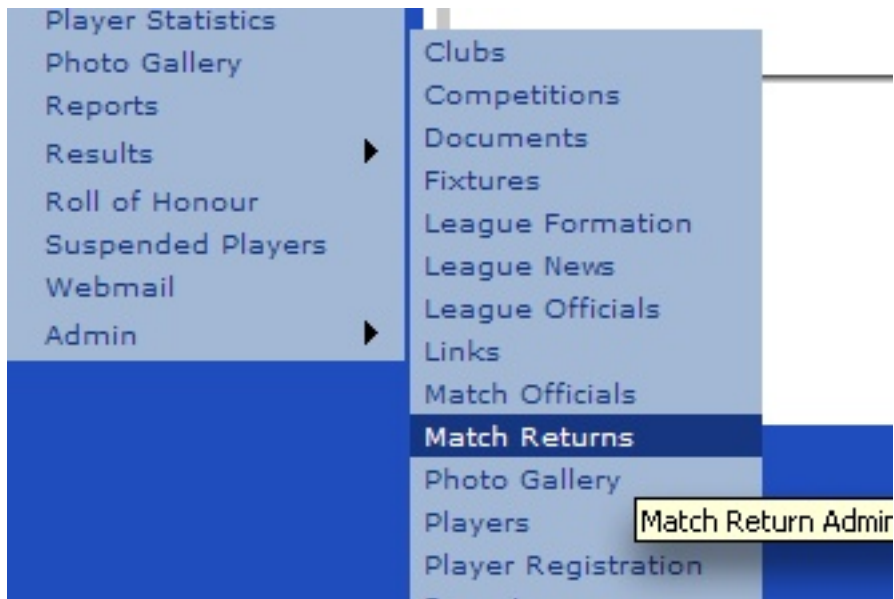 Player Statistics
Photo Gallery
Reports
Results
Roll of Honour
Suspended Players
Webmail
Admin
Clubs
Competitions
Documents
Fixtures
League Formation
League News
League Officials
Links
Match Officials
Match Returns
Photo Gallery
Players
Player Registration
Match Return Admin